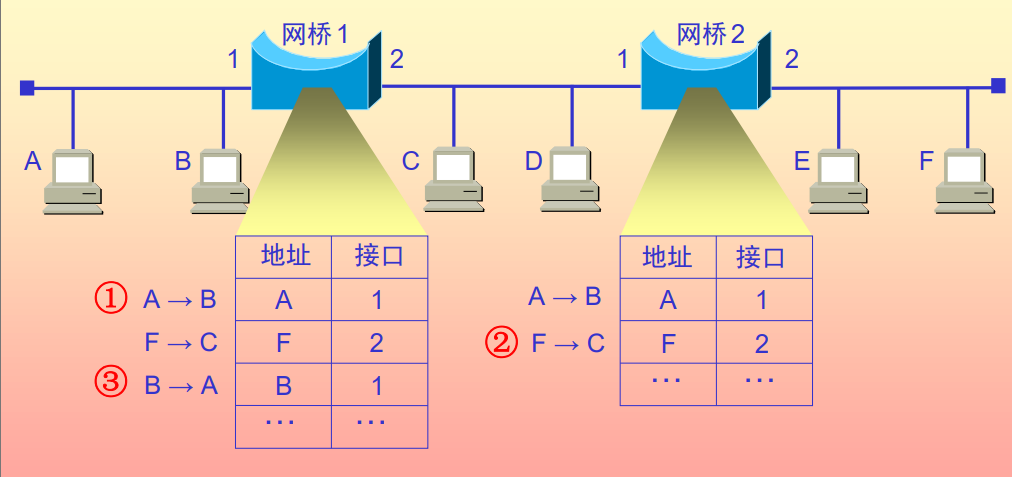 网桥1
网桥2
1
2
1
2
A
B
C
D
E
F
地址 接口
① A → B A 1
F → C F 2
③ B → A B 1
··· ···
地址 接口
A → B A 1
② F → C F 2
··· ···